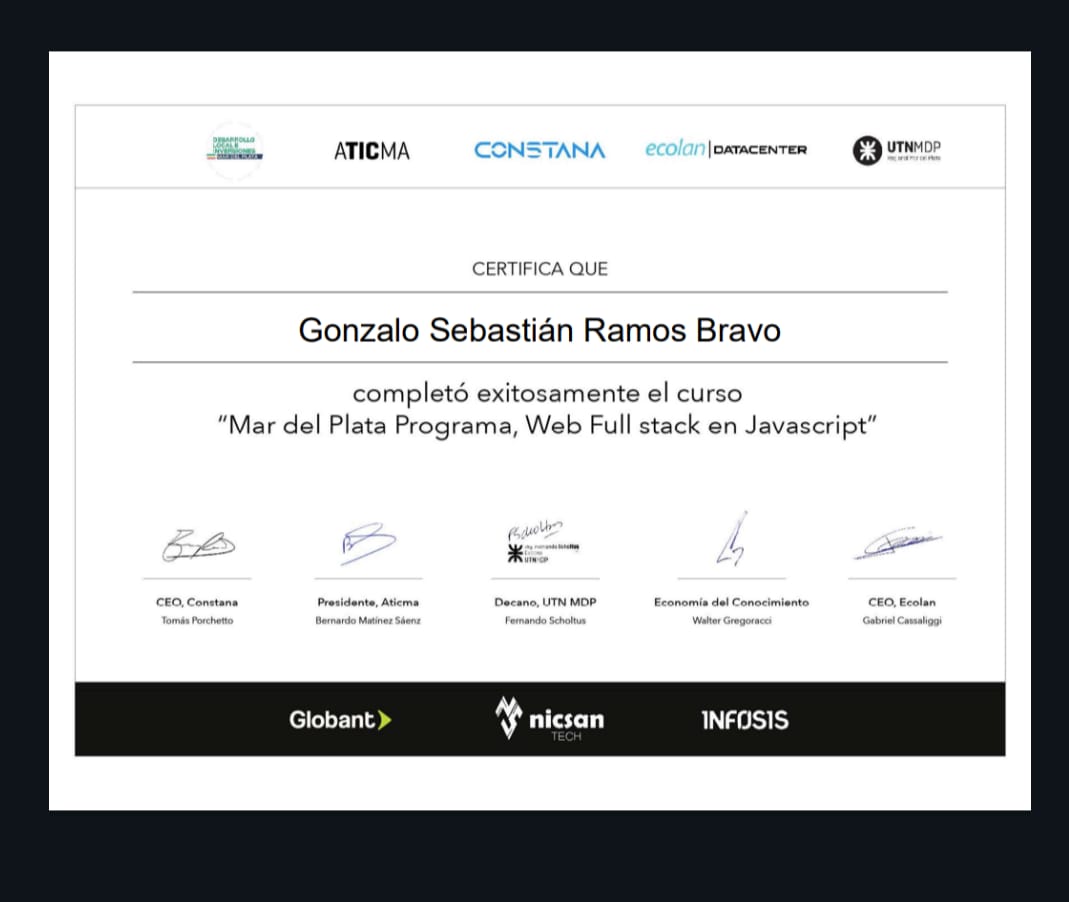 DESARROLLO
LOCAL E
INVERSIONES
MAR DEL PLATA
ATICMA
CONSTANA
ecolan | DATACENTER
UTNMDP
CERTIFICA QUE
Gonzalo Sebastián Ramos Bravo
completó exitosamente el curso
“Mar del Plata Programa, Web Full stack en Javascript”
CEO, Constana
Tomás Porchetto
Presidente, Aticma
Bernardo Matínez Sáenz
Decano, UTN MDP
Fernando Scholtus
Economía del Conocimiento
Walter Gregoracci
CEO, Ecolan
Gabriel Cassaliggi
Globant
nicsan
TECH
INFOSIS